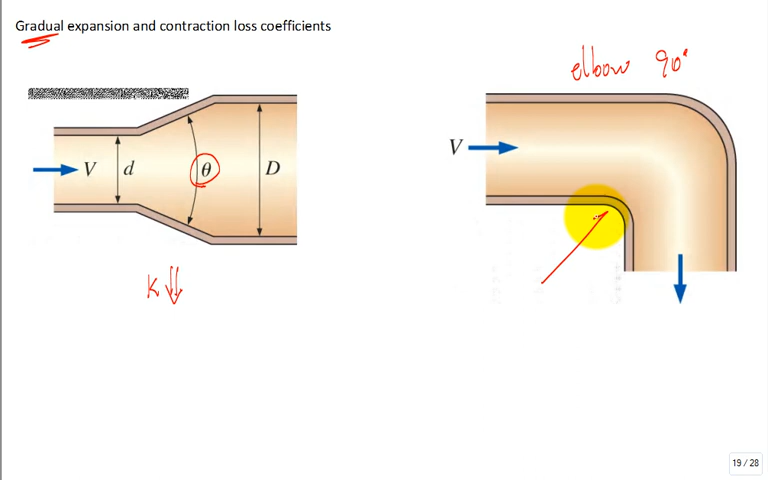 Gradual expansion and contraction loss coefficients
elbow 90°
V
d
θ
D
V
K
19 / 28